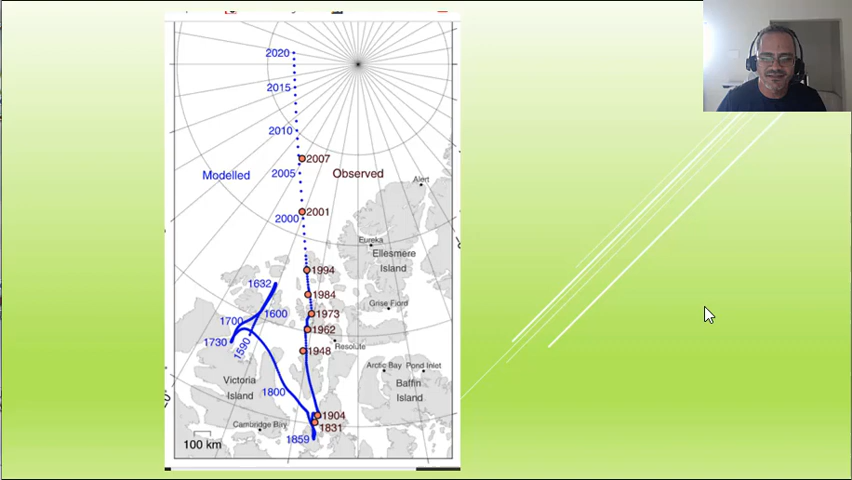 2020
2015
2010
2007
2005
Modelled
Observed
Alert
2001
2000
Eureka
Ellesmere
Island
1994
1632
1984
Grise Fiord
1600
1973
1700
1962
1730
1590
Resolute
1948
Arctic Bay
Pond Inlet
Victoria
Island
1800
Baffin
Island
1904
Cambridge Bay
1831
1859
100 km